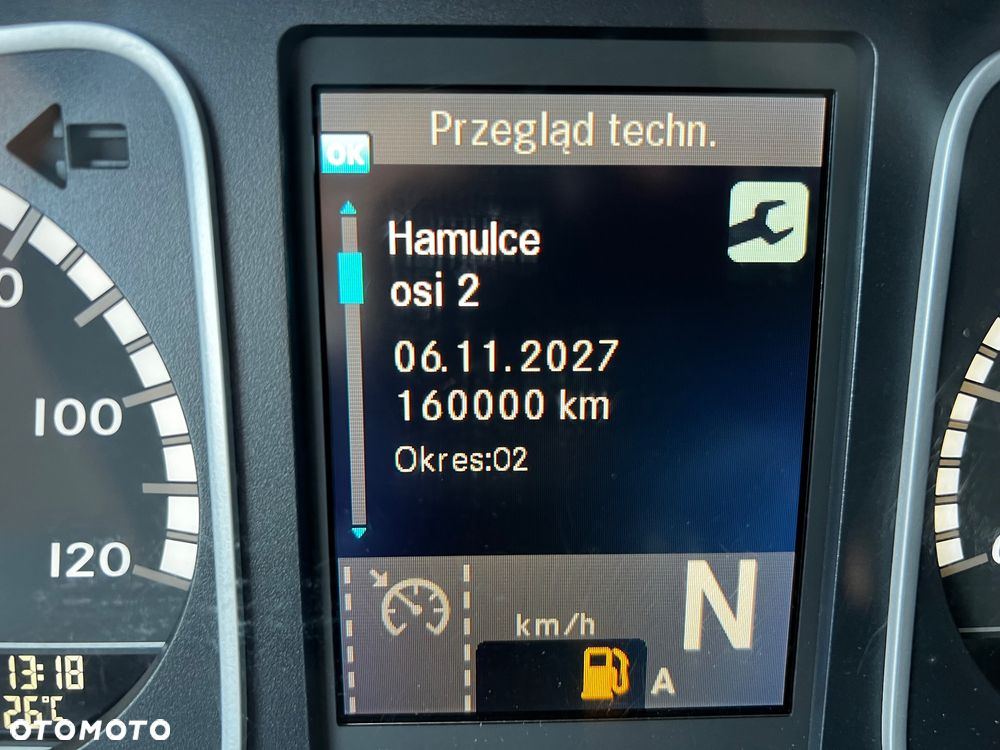 Przegląd techn.
OK
Hamulce
osi 2
06.11.2027
160000 km
Okres:02
100
120
km/h
N
A
13:18
26°C
OTOMOTO